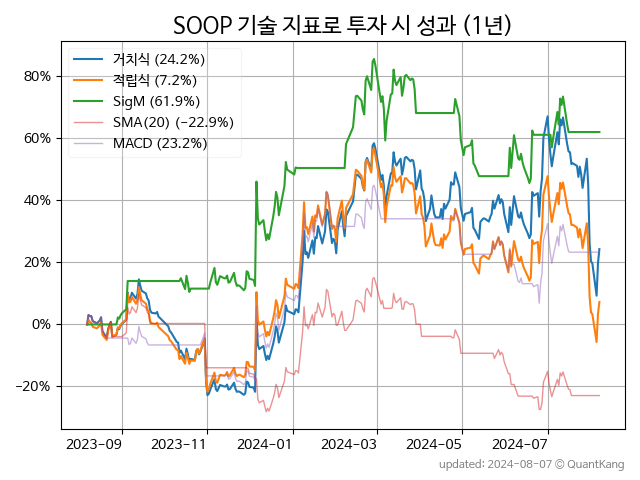 SOOP 기술 지표로 투자 시 성과 (1년)
거치식 (24.2%)
적립식 (7.2%)
SigM (61.9%)
SMA(20) (−22.9%)
MACD (23.2%)
80%
60%
40%
20%
0%
−20%
2023-09 2023-11 2024-01 2024-03 2024-05 2024-07
updated: 2024-08-07 © QuantKang